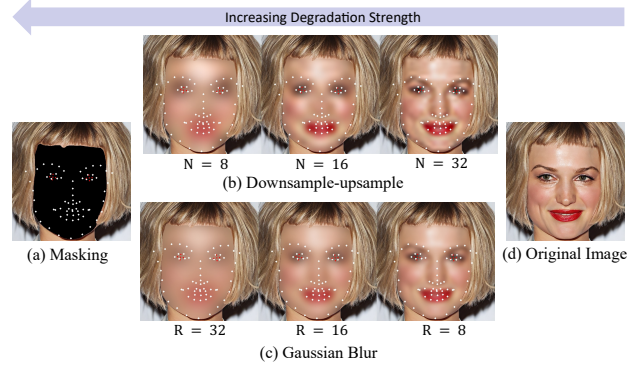 Increasing Degradation Strength
N = 8
N = 16
N = 32
(b) Downsample-upsample
(a) Masking
(d) Original Image
R = 32
R = 16
R = 8
(c) Gaussian Blur